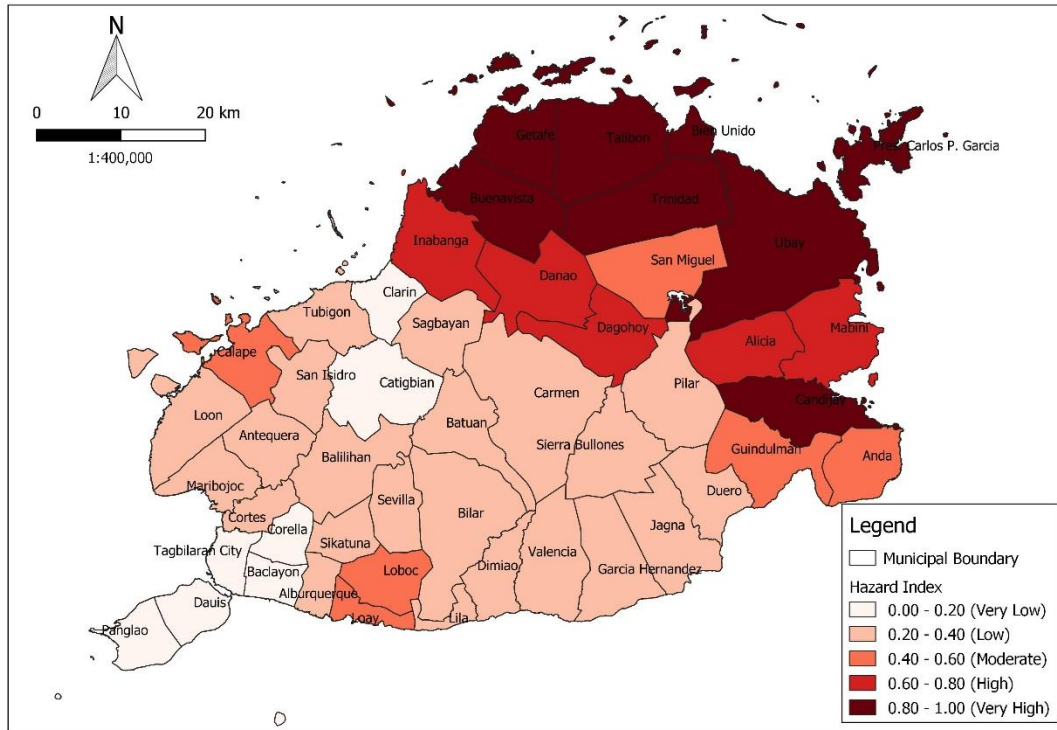 N
0 10 20 km
1:400,000
Getafe
Talibon
Bien Unido
Pres. Carlos P. Garcia
Buenavista
Trinidad
Ubay
Inabanga
Danao
San Miguel
Clarin
Tubigon
Sagbayan
Dagohoy
Alicia
Mabini
Calape
San Isidro
Catigbian
Carmen
Pilar
Candijay
Loon
Antequera
Batuan
Sierra Bullones
Guindulman
Anda
Balilihan
Maribojoc
Sevilla
Bilar
Duero
Cortes
Corella
Jagna
Tagbilaran City
Sikatuna
Baclayon
Loboc
Dimiao
Valencia
Garcia Hernandez
Alburquerque
Dauis
Loay
Lila
Panglao
Legend
Municipal Boundary
Hazard Index
0.00 - 0.20 (Very Low)
0.20 - 0.40 (Low)
0.40 - 0.60 (Moderate)
0.60 - 0.80 (High)
0.80 - 1.00 (Very High)